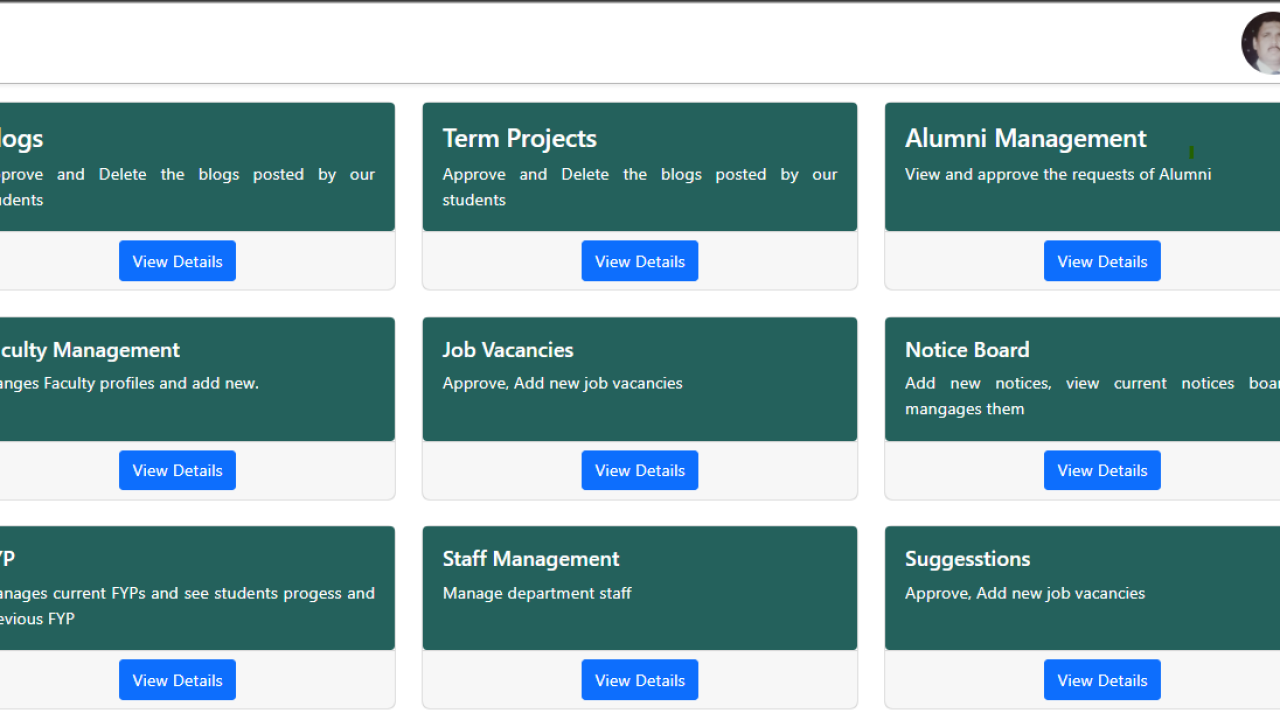 logs
prove and Delete the blogs posted by our
dents
View Details
Term Projects
Approve and Delete the blogs posted by our
students
View Details
Alumni Management
View and approve the requests of Alumni
View Details
culty Management
anges Faculty profiles and add new.
View Details
Job Vacancies
Approve, Add new job vacancies
View Details
Notice Board
Add new notices, view current notices boar
mangages them
View Details
YP
anages current FYPs and see students progess and
evious FYP
View Details
Staff Management
Manage department staff
View Details
Suggesstions
Approve, Add new job vacancies
View Details